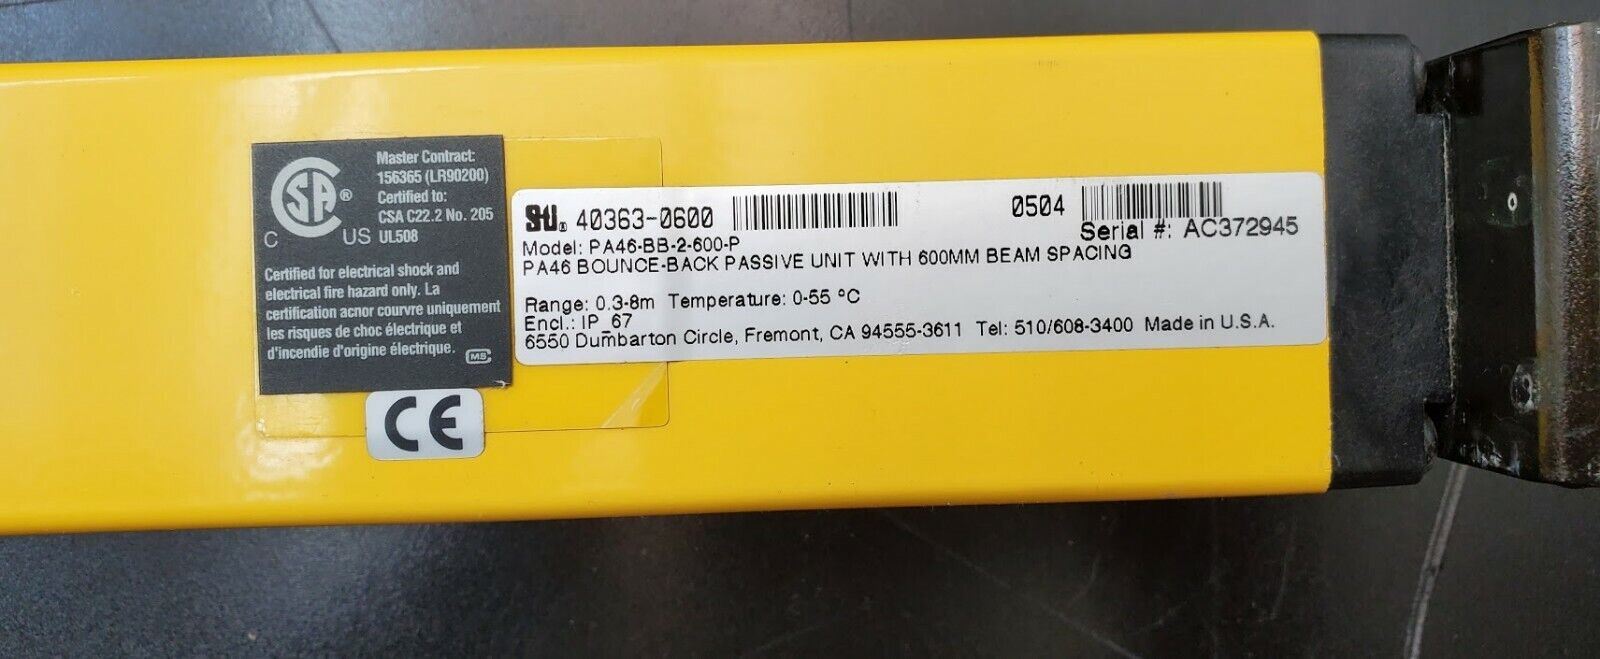 CSA ®
C US
Master Contract:
156365 (LR90200)
Certified to:
CSA C22.2 No. 205
UL508
Certified for electrical shock and
electrical fire hazard only. La
certification acnor courvre uniquement
les risques de choc électrique et
d'incendie d'origine électrique.
MS
CE
STI® 40363-0600 0504
Serial #: AC372945
Model: PA46-BB-2-600-P
PA46 BOUNCE-BACK PASSIVE UNIT WITH 600MM BEAM SPACING
Range: 0.3-8m Temperature: 0-55 °C
Encl.: IP_67
6550 Dumbarton Circle, Fremont, CA 94555-3611 Tel: 510/608-3400 Made in U.S.A.